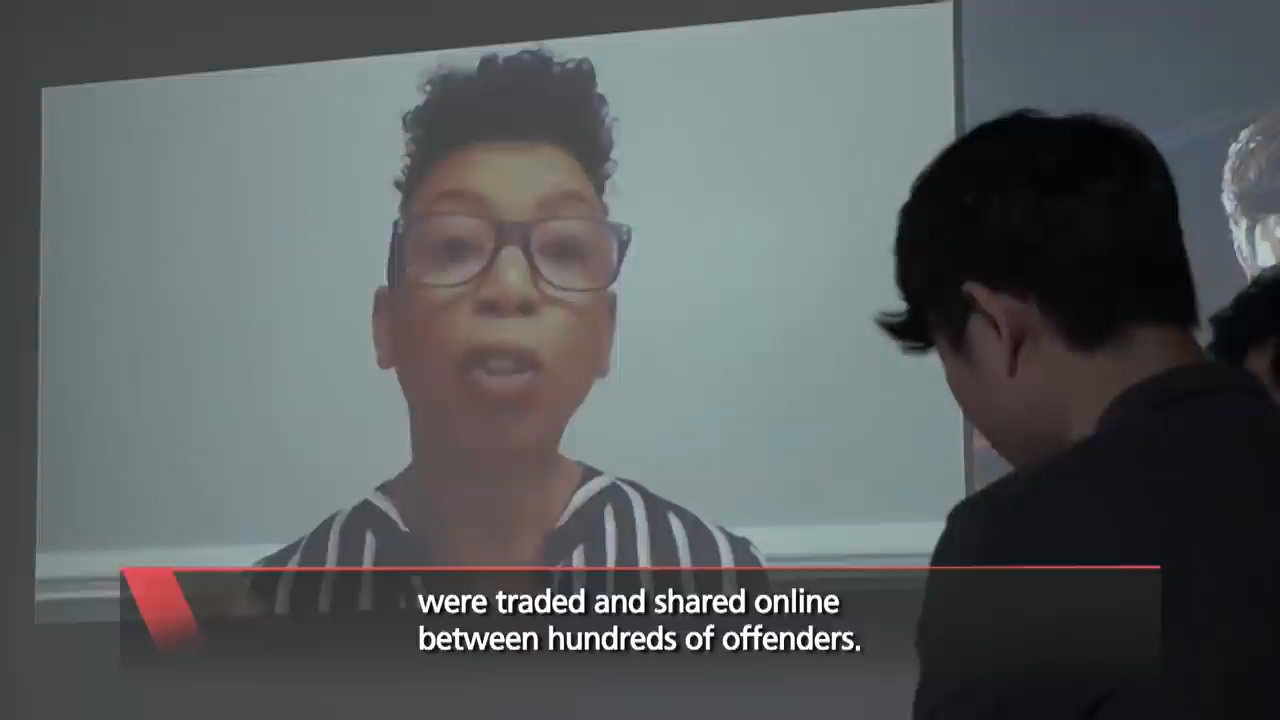 were traded and shared online
between hundreds of offenders.